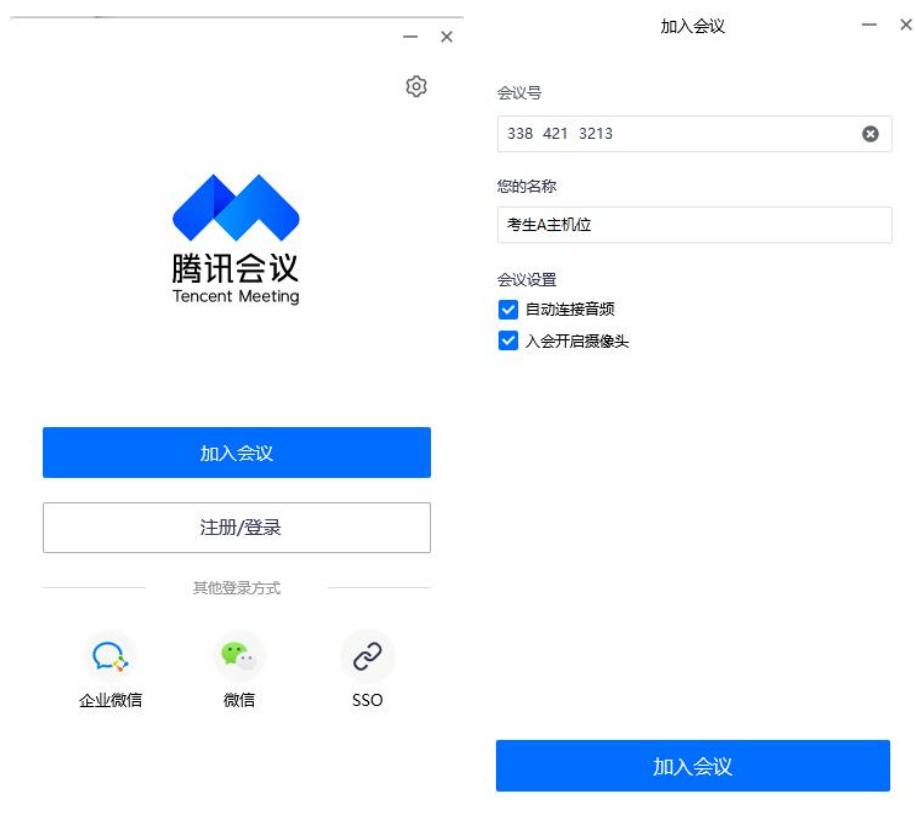 腾讯会议
Tencent Meeting
加入会议
注册/登录
其他登录方式
企业微信
微信
SSO
加入会议
会议号
338 421 3213
您的名称
考生A主机位
会议设置
自动连接音频
入会开启摄像头
加入会议